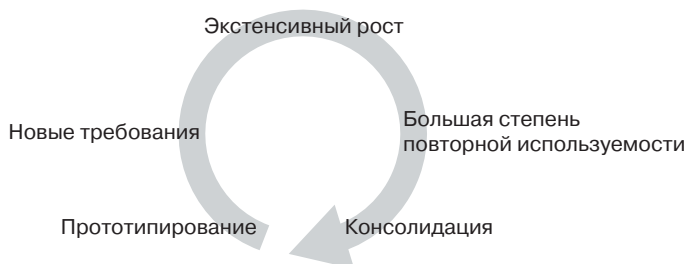 Экстенсивный рост
Новые требования
Большая степень
повторной используемости
Прототипирование
Консолидация